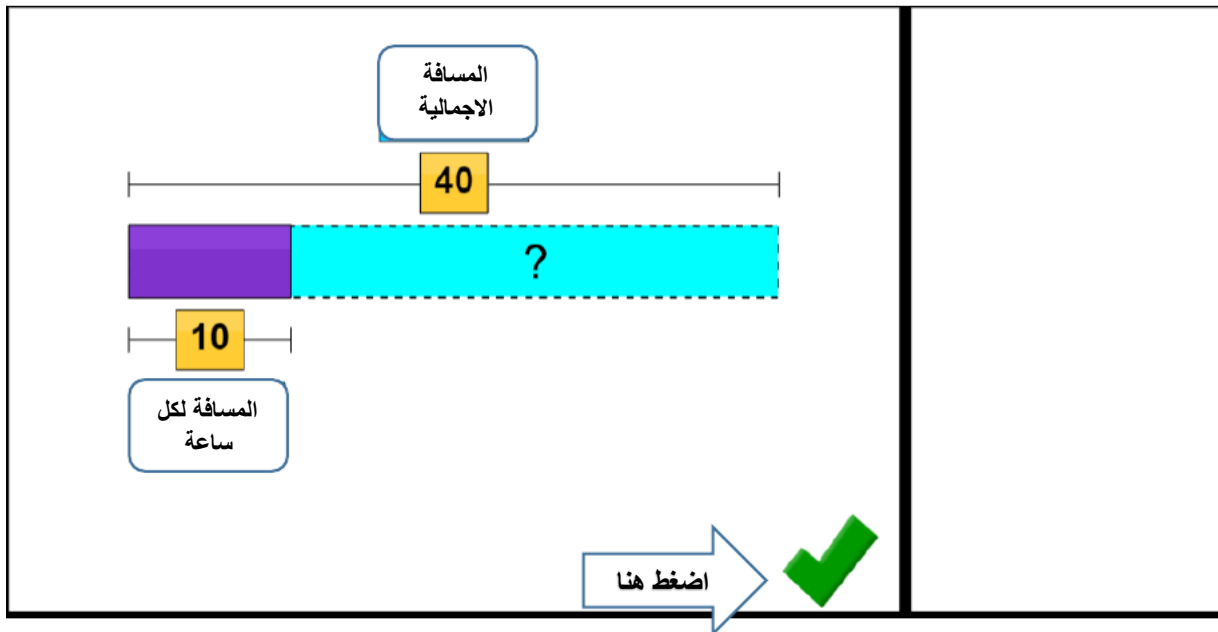 المسافة
الاجمالية
40
?
10
المسافة لكل
ساعة
اضغط هنا